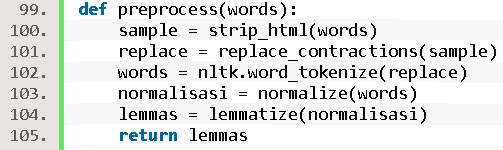 99. def preprocess(words):
100. sample = strip_html(words)
101. replace = replace_contractions(sample)
102. words = nltk.word_tokenize(replace)
103. normalisasi = normalize(words)
104. lemmas = lemmatize(normalisasi)
105. return lemmas